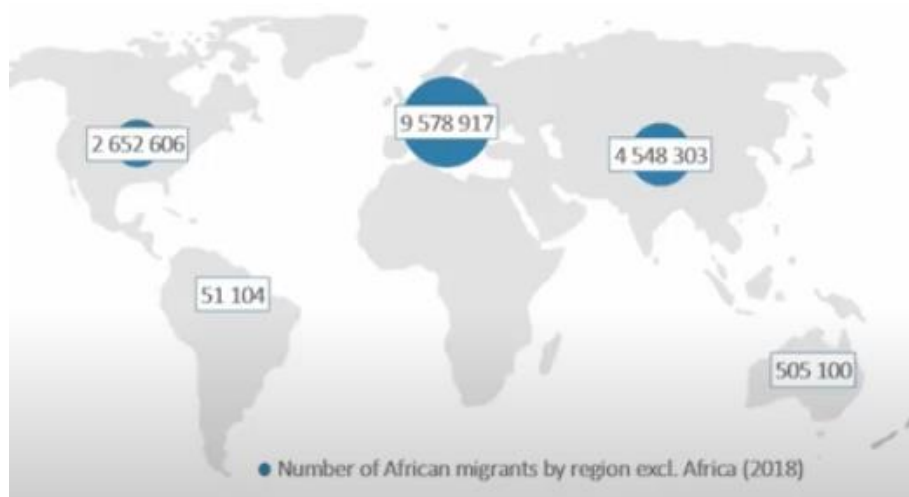 9 578 917
2 652 606
4 548 303
51 104
505 100
Number of African migrants by region excl. Africa (2018)